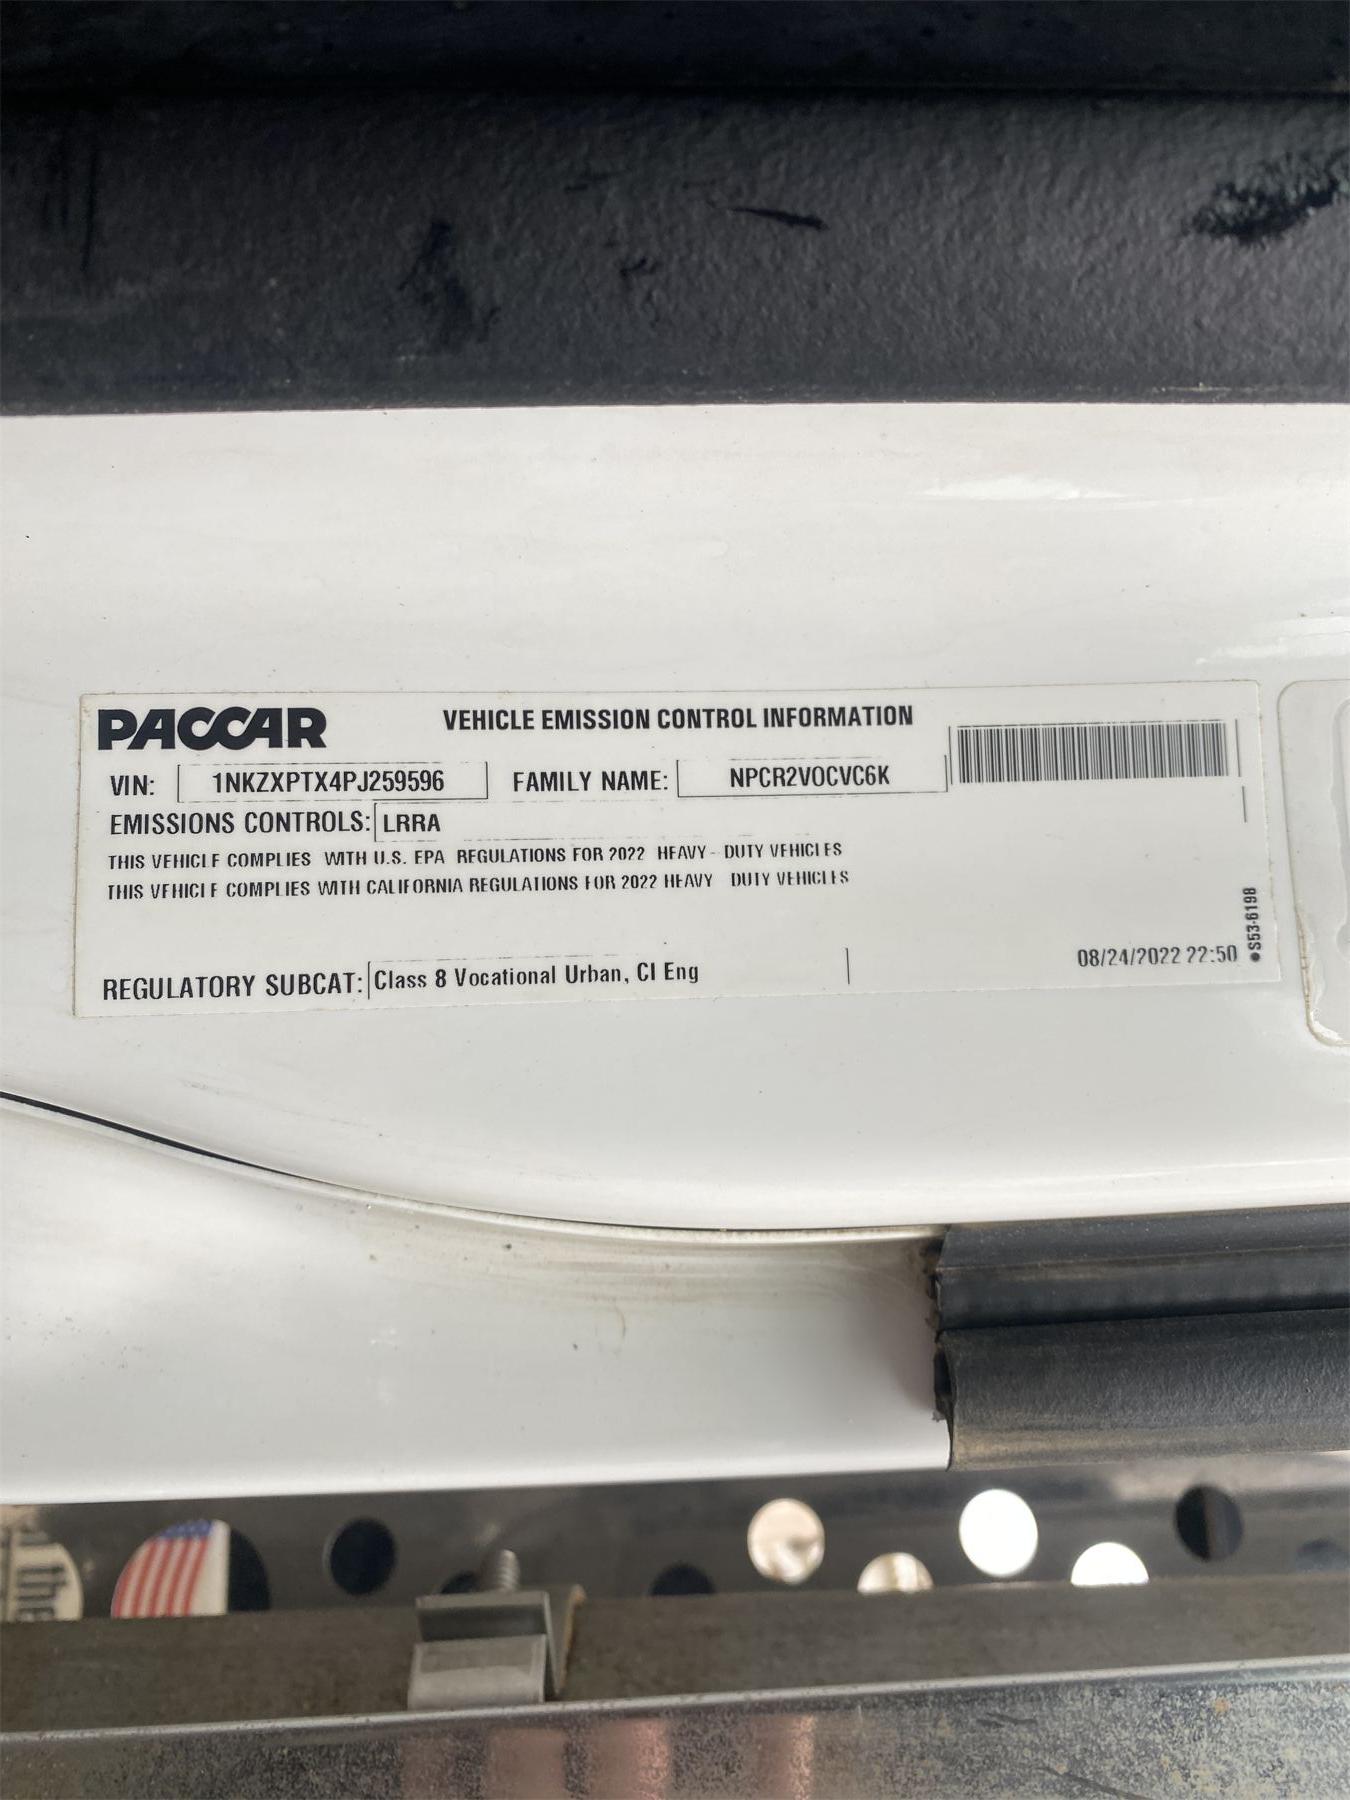 PACCAR
VEHICLE EMISSION CONTROL INFORMATION
VIN: 1NKZXPTX4PJ259596 FAMILY NAME: NPCR2VOCVC6K
EMISSIONS CONTROLS: LRRA
THIS VEHICLE COMPLIES WITH U.S. EPA REGULATIONS FOR 2022 HEAVY - DUTY VEHICLES
THIS VEHICLE COMPLIES WITH CALIFORNIA REGULATIONS FOR 2022 HEAVY DUTY VEHICLES
REGULATORY SUBCAT: Class 8 Vocational Urban, CI Eng
08/24/2022 22:50
●S53-6198
the